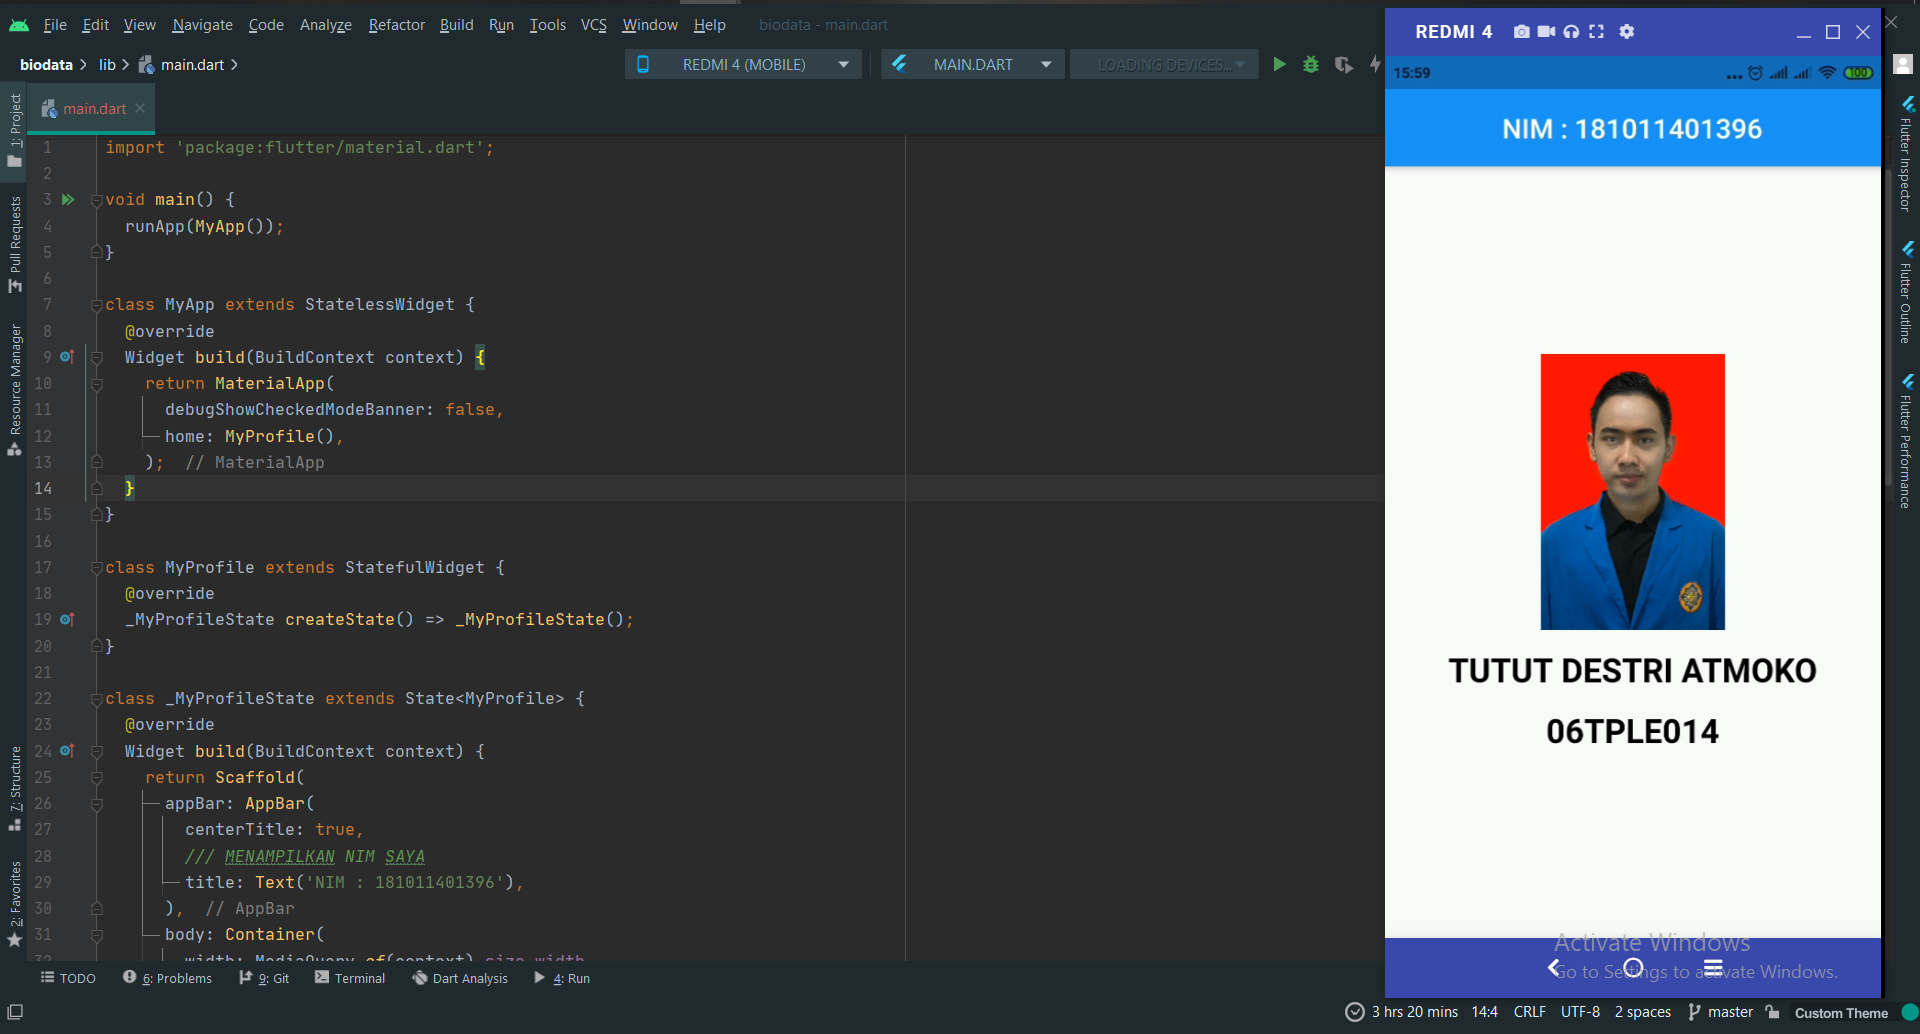 File Edit View Navigate Code Analyze Refactor Build Run Tools VCS Window Help biodata - main.dart
biodata lib main.dart REDMI 4 (MOBILE) MAIN.DART LOADING DEVICES...
main.dart
1: Project
Pull Requests
Resource Manager
7: Structure
2: Favorites
1 import 'package:flutter/material.dart';
2
3 void main() {
4 runApp(MyApp());
5 }
6
7 class MyApp extends StatelessWidget {
8 @override
9 Widget build(BuildContext context) {
10 return MaterialApp(
11 debugShowCheckedModeBanner: false,
12 home: MyProfile(),
13 ); // MaterialApp
14 }
15 }
16
17 class MyProfile extends StatefulWidget {
18 @override
19 _MyProfileState createState() => _MyProfileState();
20 }
21
22 class _MyProfileState extends State<MyProfile> {
23 @override
24 Widget build(BuildContext context) {
25 return Scaffold(
26 appBar: AppBar(
27 centerTitle: true,
28 /// MENAMPILKAN NIM SAYA
29 title: Text('NIM : 181011401396'),
30 ), // AppBar
31 body: Container(
32 width: MediaQuery.of(context).size.width
REDMI 4
15:59 100
NIM : 181011401396
TUTUT DESTRI ATMOKO
06TPLE014
Activate Windows
Go to Settings to activate Windows.
Flutter Inspector
Flutter Outline
Flutter Performance
TODO 6: Problems 9: Git Terminal Dart Analysis 4: Run
3 hrs 20 mins 14:4 CRLF UTF-8 2 spaces master Custom Theme